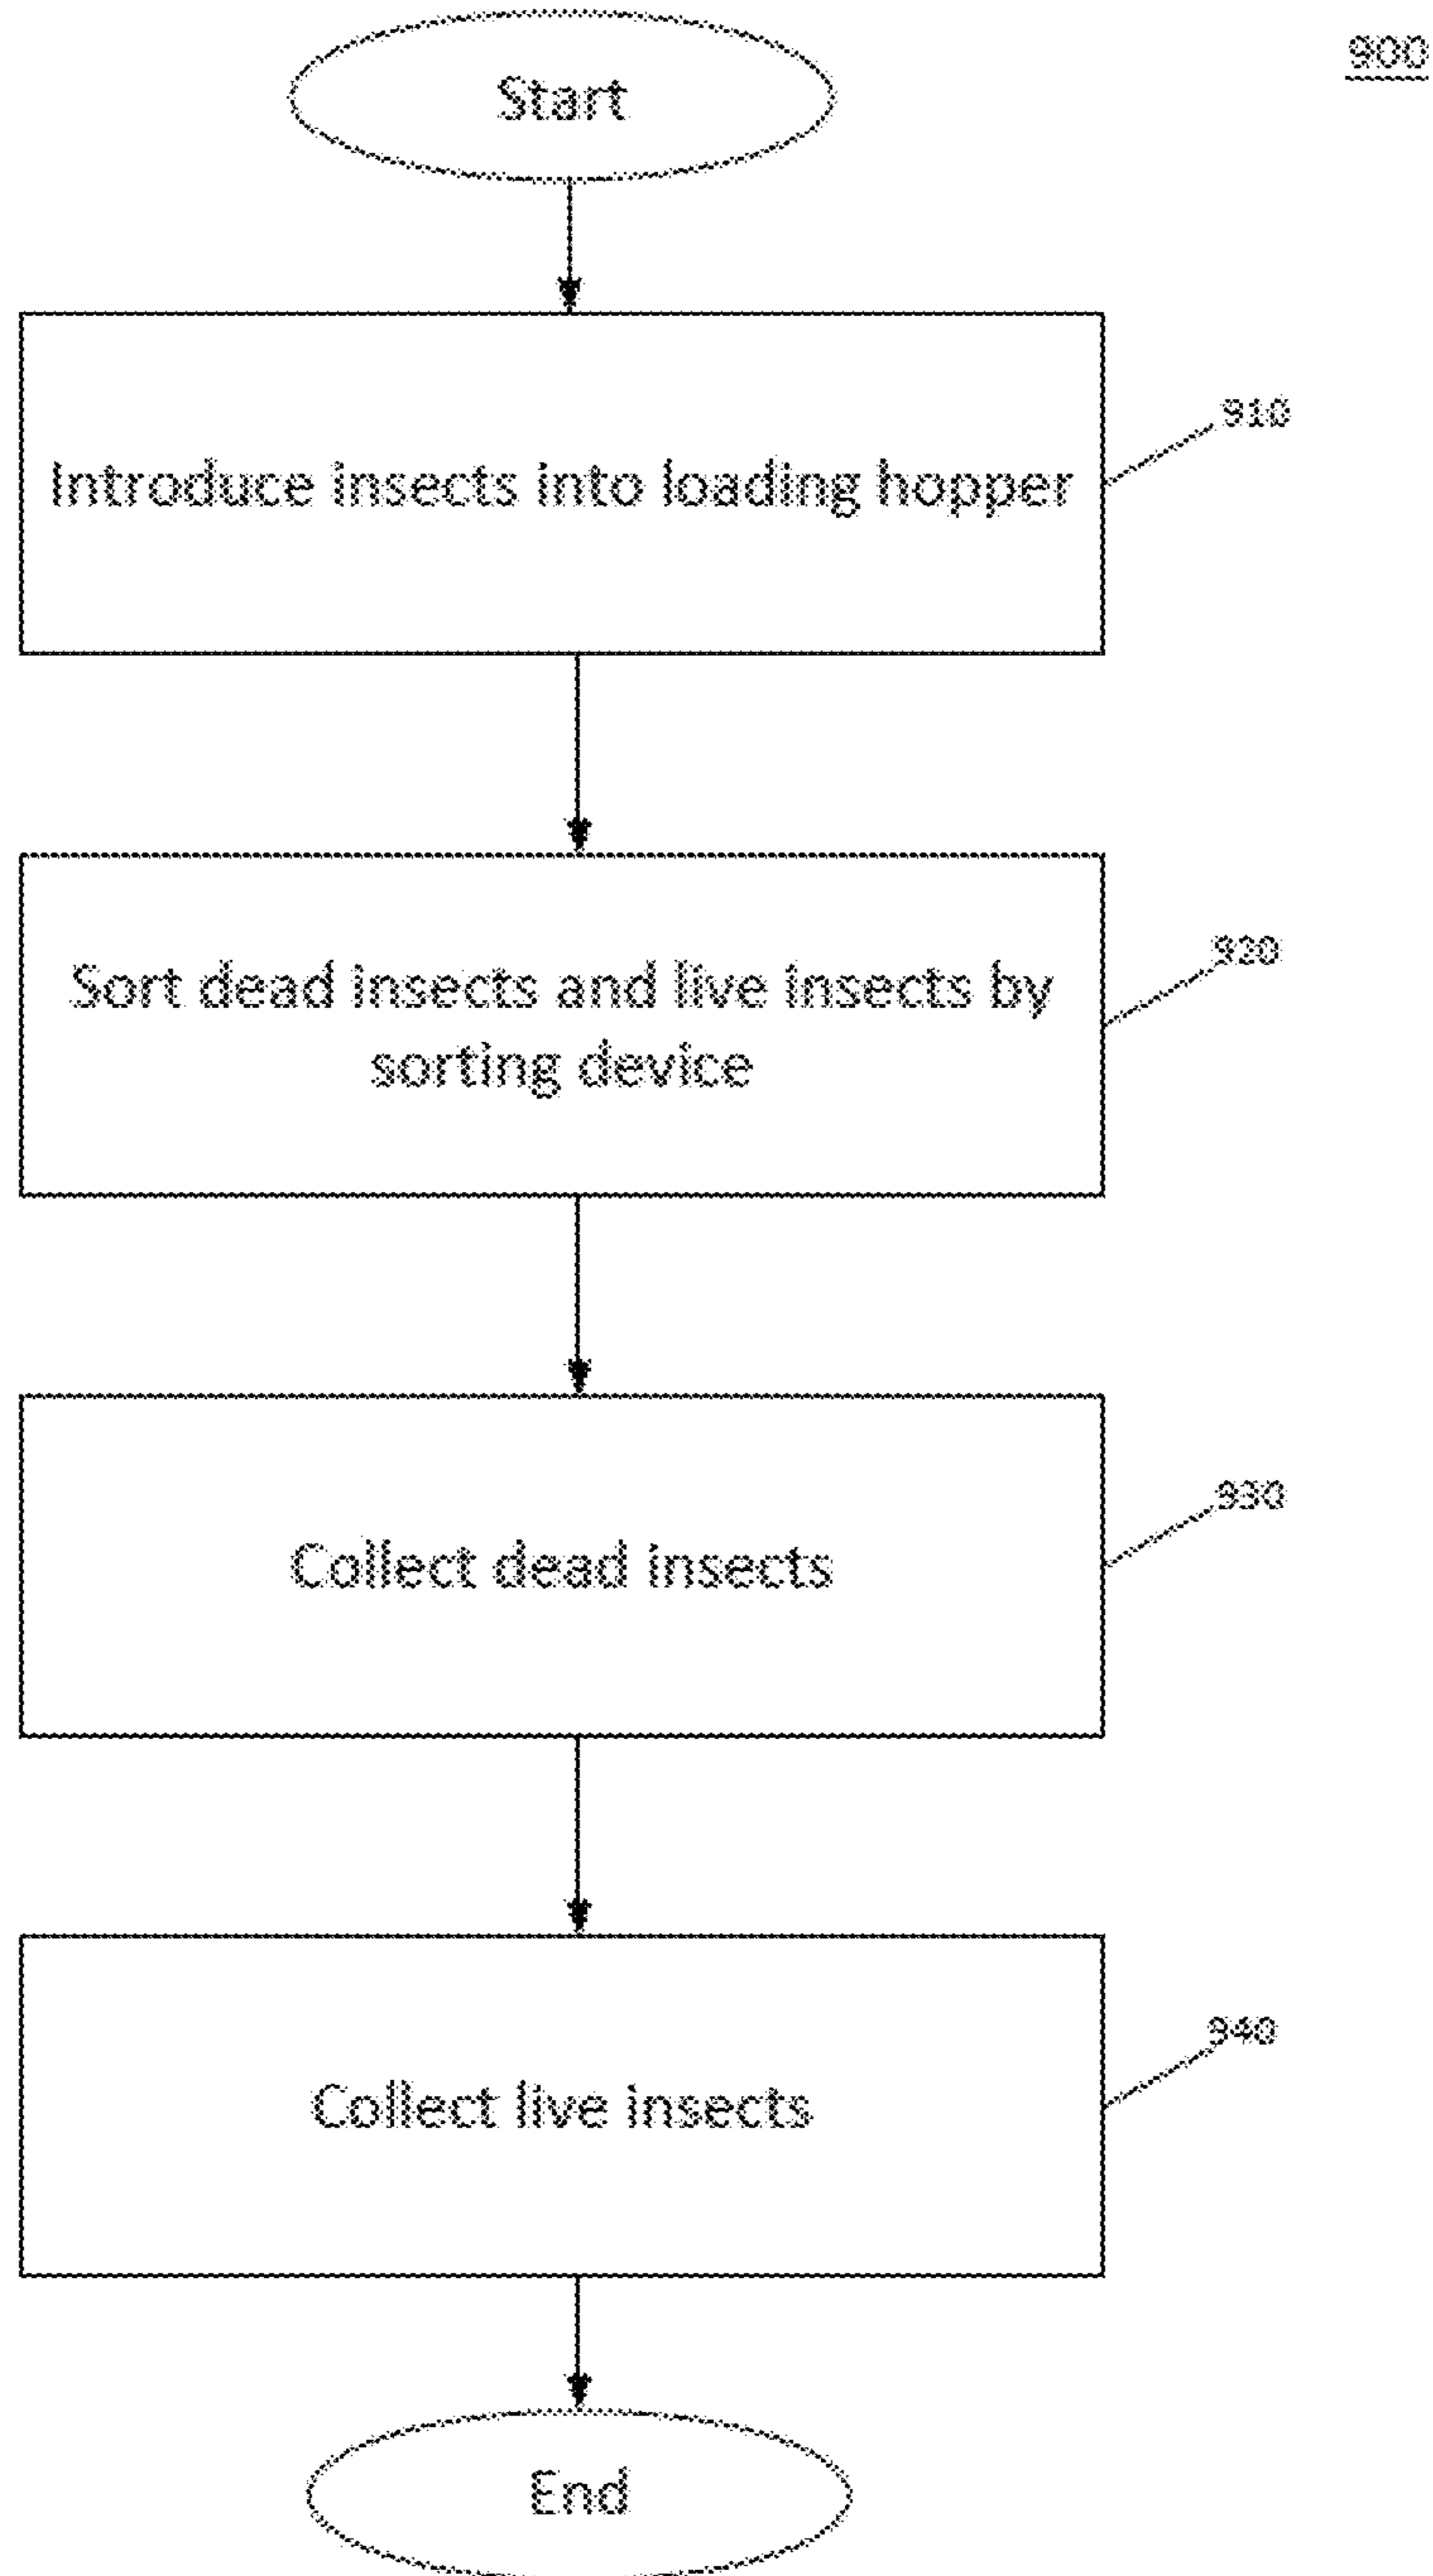 900
Start
Introduce insects into loading hopper
910
Sort dead insects and live insects by
sorting device
920
Collect dead insects
930
Collect live insects
940
End